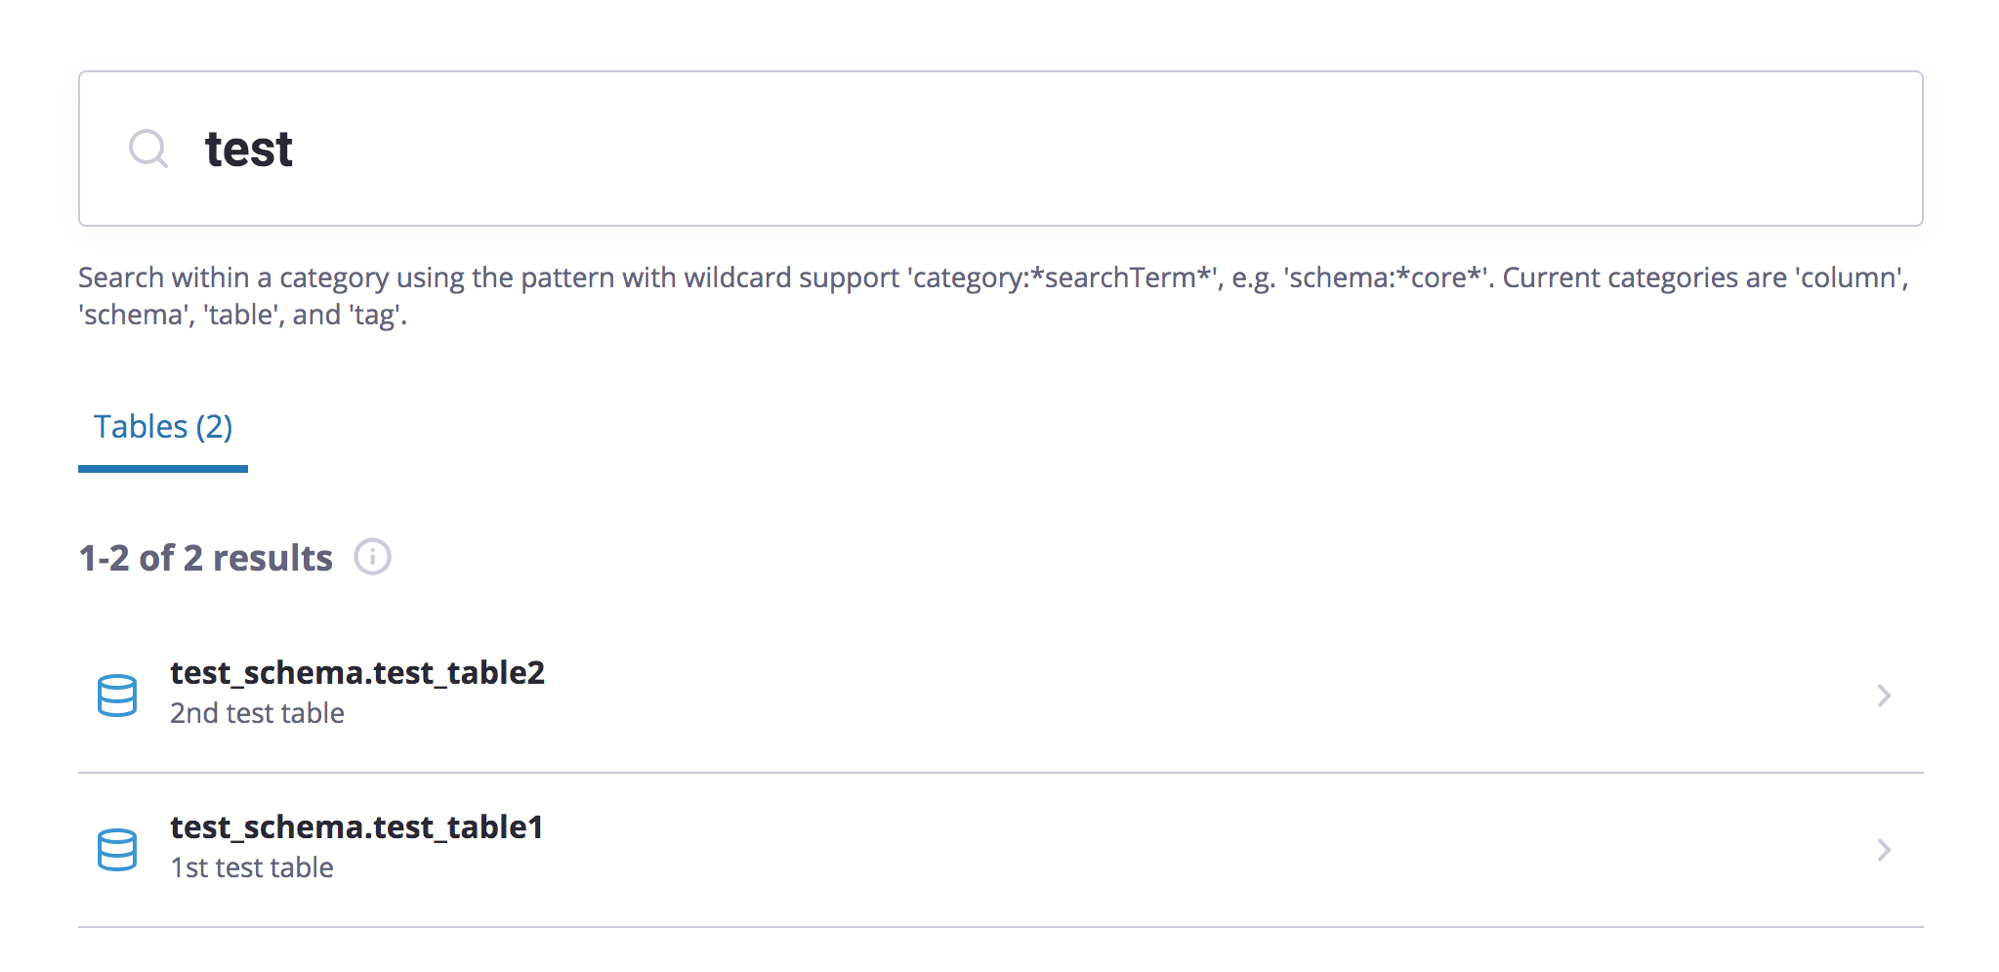 test
Search within a category using the pattern with wildcard support 'category:*searchTerm*', e.g. 'schema:*core*'. Current categories are 'column',
'schema', 'table', and 'tag'.
Tables (2)
1-2 of 2 results
test_schema.test_table2
2nd test table
test_schema.test_table1
1st test table